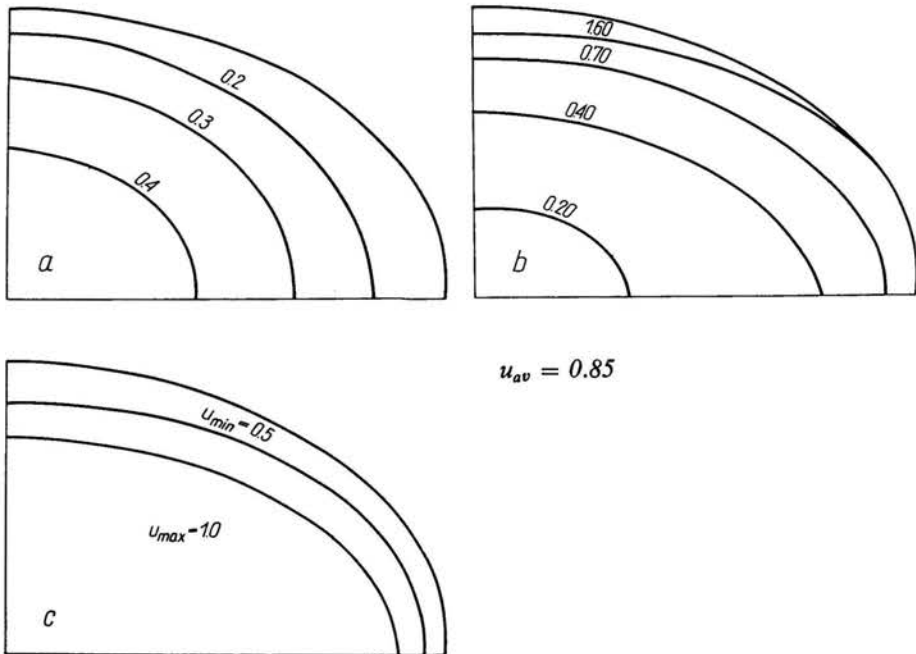 0.2
0.3
0.4
a
1.60
0.70
0.40
0.20
b
u_av = 0.85
u_min = 0.5
u_max = 1.0
c